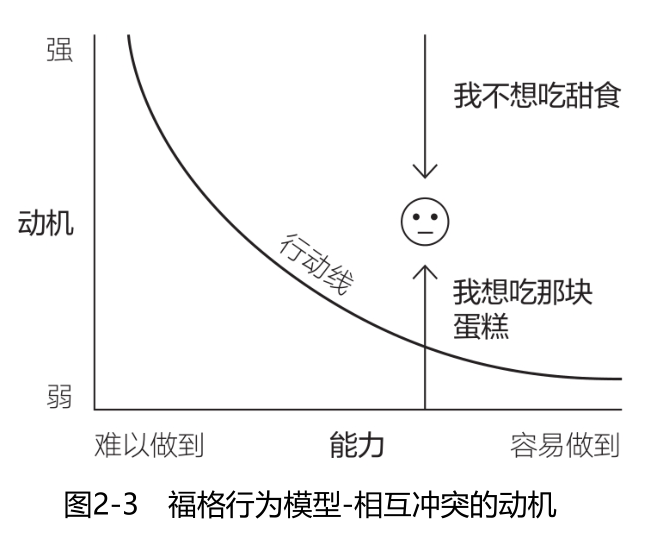 强
我不想吃甜食
动机
行动线
我想吃那块
蛋糕
弱
难以做到 能力 容易做到
图2-3 福格行为模型-相互冲突的动机